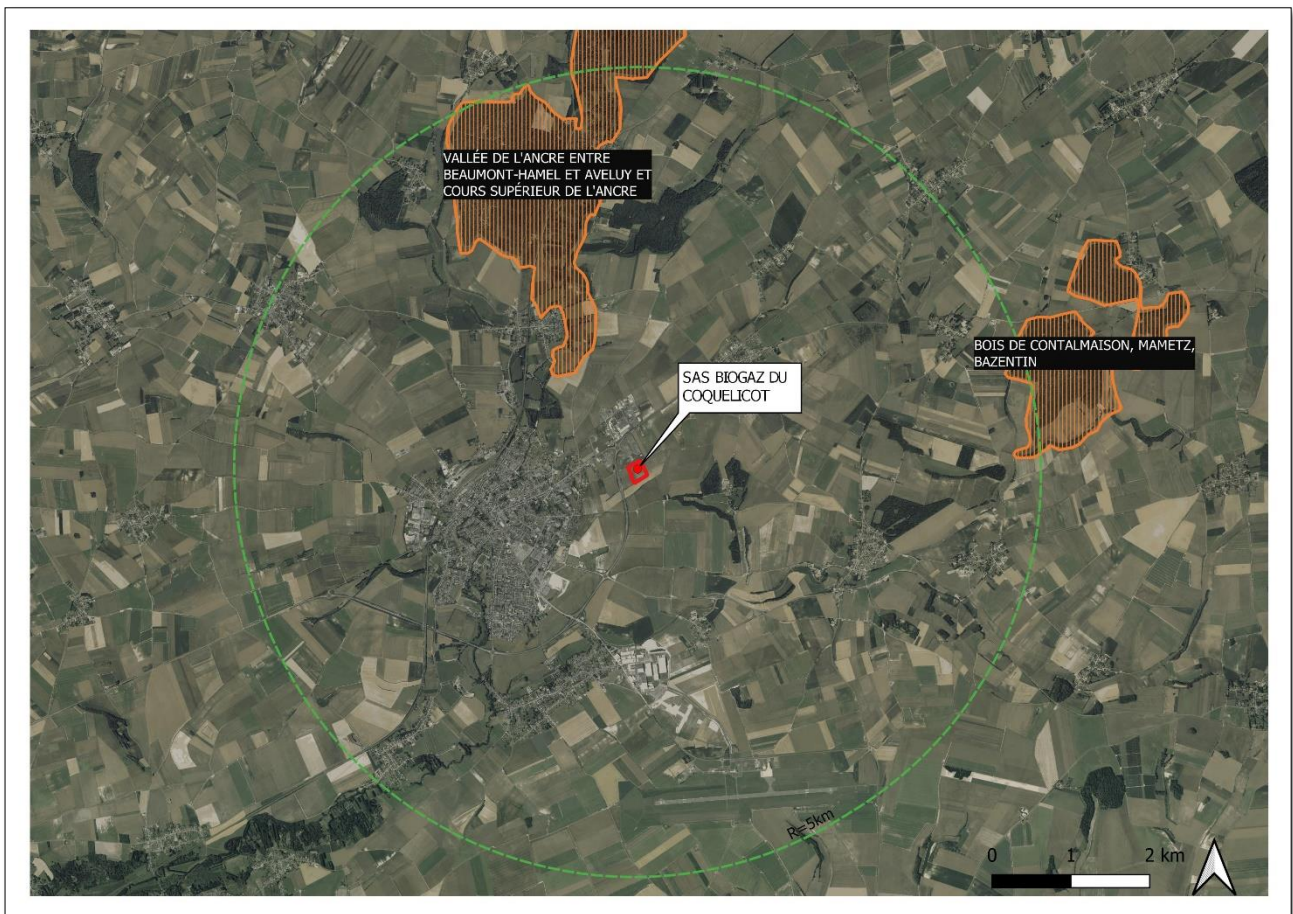 VALLÉE DE L'ANCRE ENTRE
BEAUMONT-HAMEL ET AVELUY ET
COURS SUPÉRIEUR DE L'ANCRE
BOIS DE CONTALMAISON, MAMETZ,
BAZENTIN
SAS BIOGAZ DU
COQUELICOT
R=5km
0 1 2 km